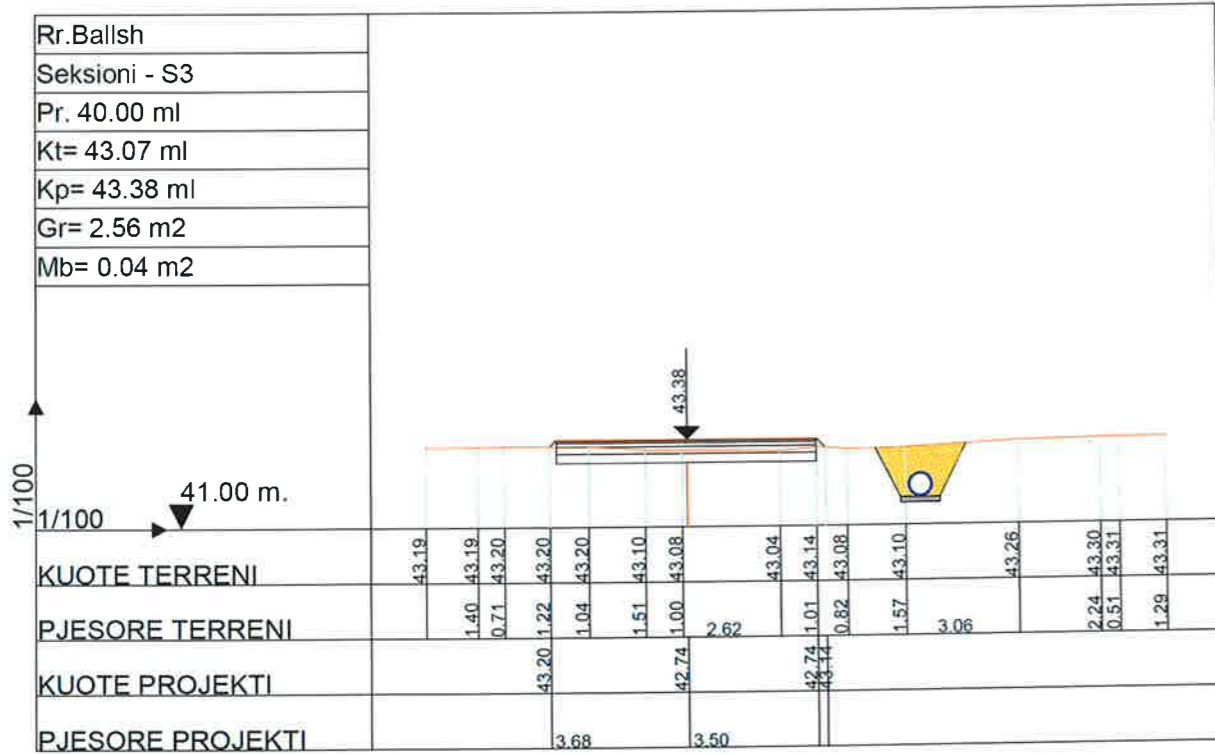 Rr.Ballsh
Seksioni - S3
Pr. 40.00 ml
Kt= 43.07 ml
Kp= 43.38 ml
Gr= 2.56 m2
Mb= 0.04 m2
43.38
1/100
41.00 m.
1/100
KUOTE TERRENI 43.19 43.19 43.20 43.20 43.20 43.10 43.08 43.04 43.14 43.08 43.10 43.26 43.30 43.31 43.31
PJESORE TERRENI 1.40 0.71 1.22 1.04 1.51 1.00 2.62 1.01 0.82 1.57 3.06 2.24 0.51 1.29
KUOTE PROJEKTI 43.20 42.74 42.74 43.14
PJESORE PROJEKTI 3.68 3.50